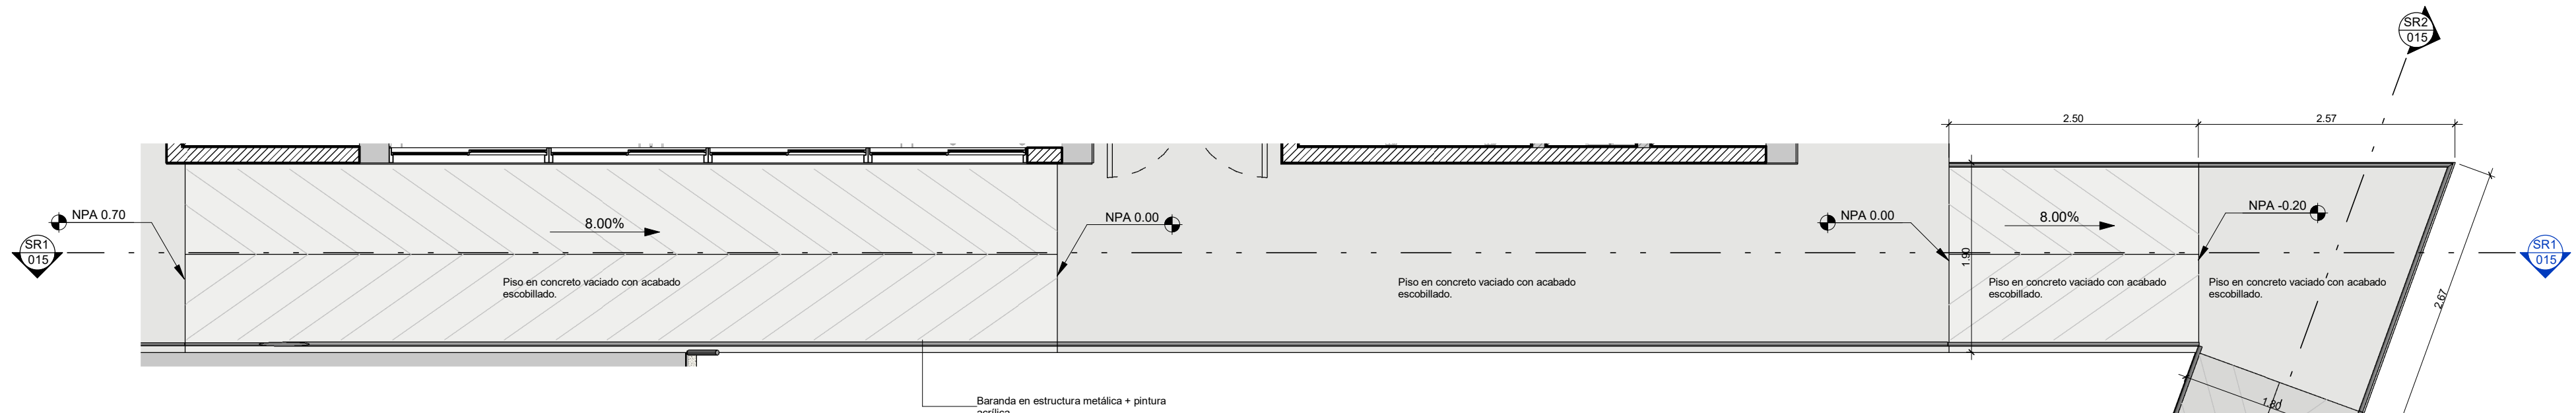 SR2
015
2.50
2.57
NPA 0.70
8.00%
NPA 0.00
NPA 0.00
8.00%
NPA -0.20
SR1
015
SR1
015
1.90
Piso en concreto vaciado con acabado
escobillado.
Piso en concreto vaciado con acabado
escobillado.
Piso en concreto vaciado con acabado
escobillado.
Piso en concreto vaciado con acabado
escobillado.
2.67
Baranda en estructura metálica + pintura
acrílica
1.80